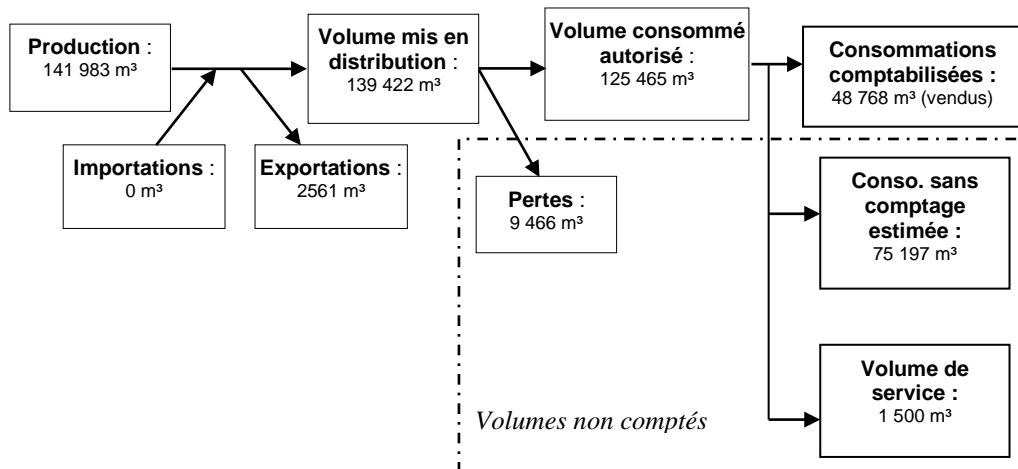 Production :
141 983 m³
Volume mis en
distribution :
139 422 m³
Volume consommé
autorisé :
125 465 m³
Consommations
comptabilisées :
48 768 m³ (vendus)
Importations :
0 m³
Exportations :
2561 m³
Pertes :
9 466 m³
Conso. sans
comptage
estimée :
75 197 m³
Volume de
service :
1 500 m³
Volumes non comptés